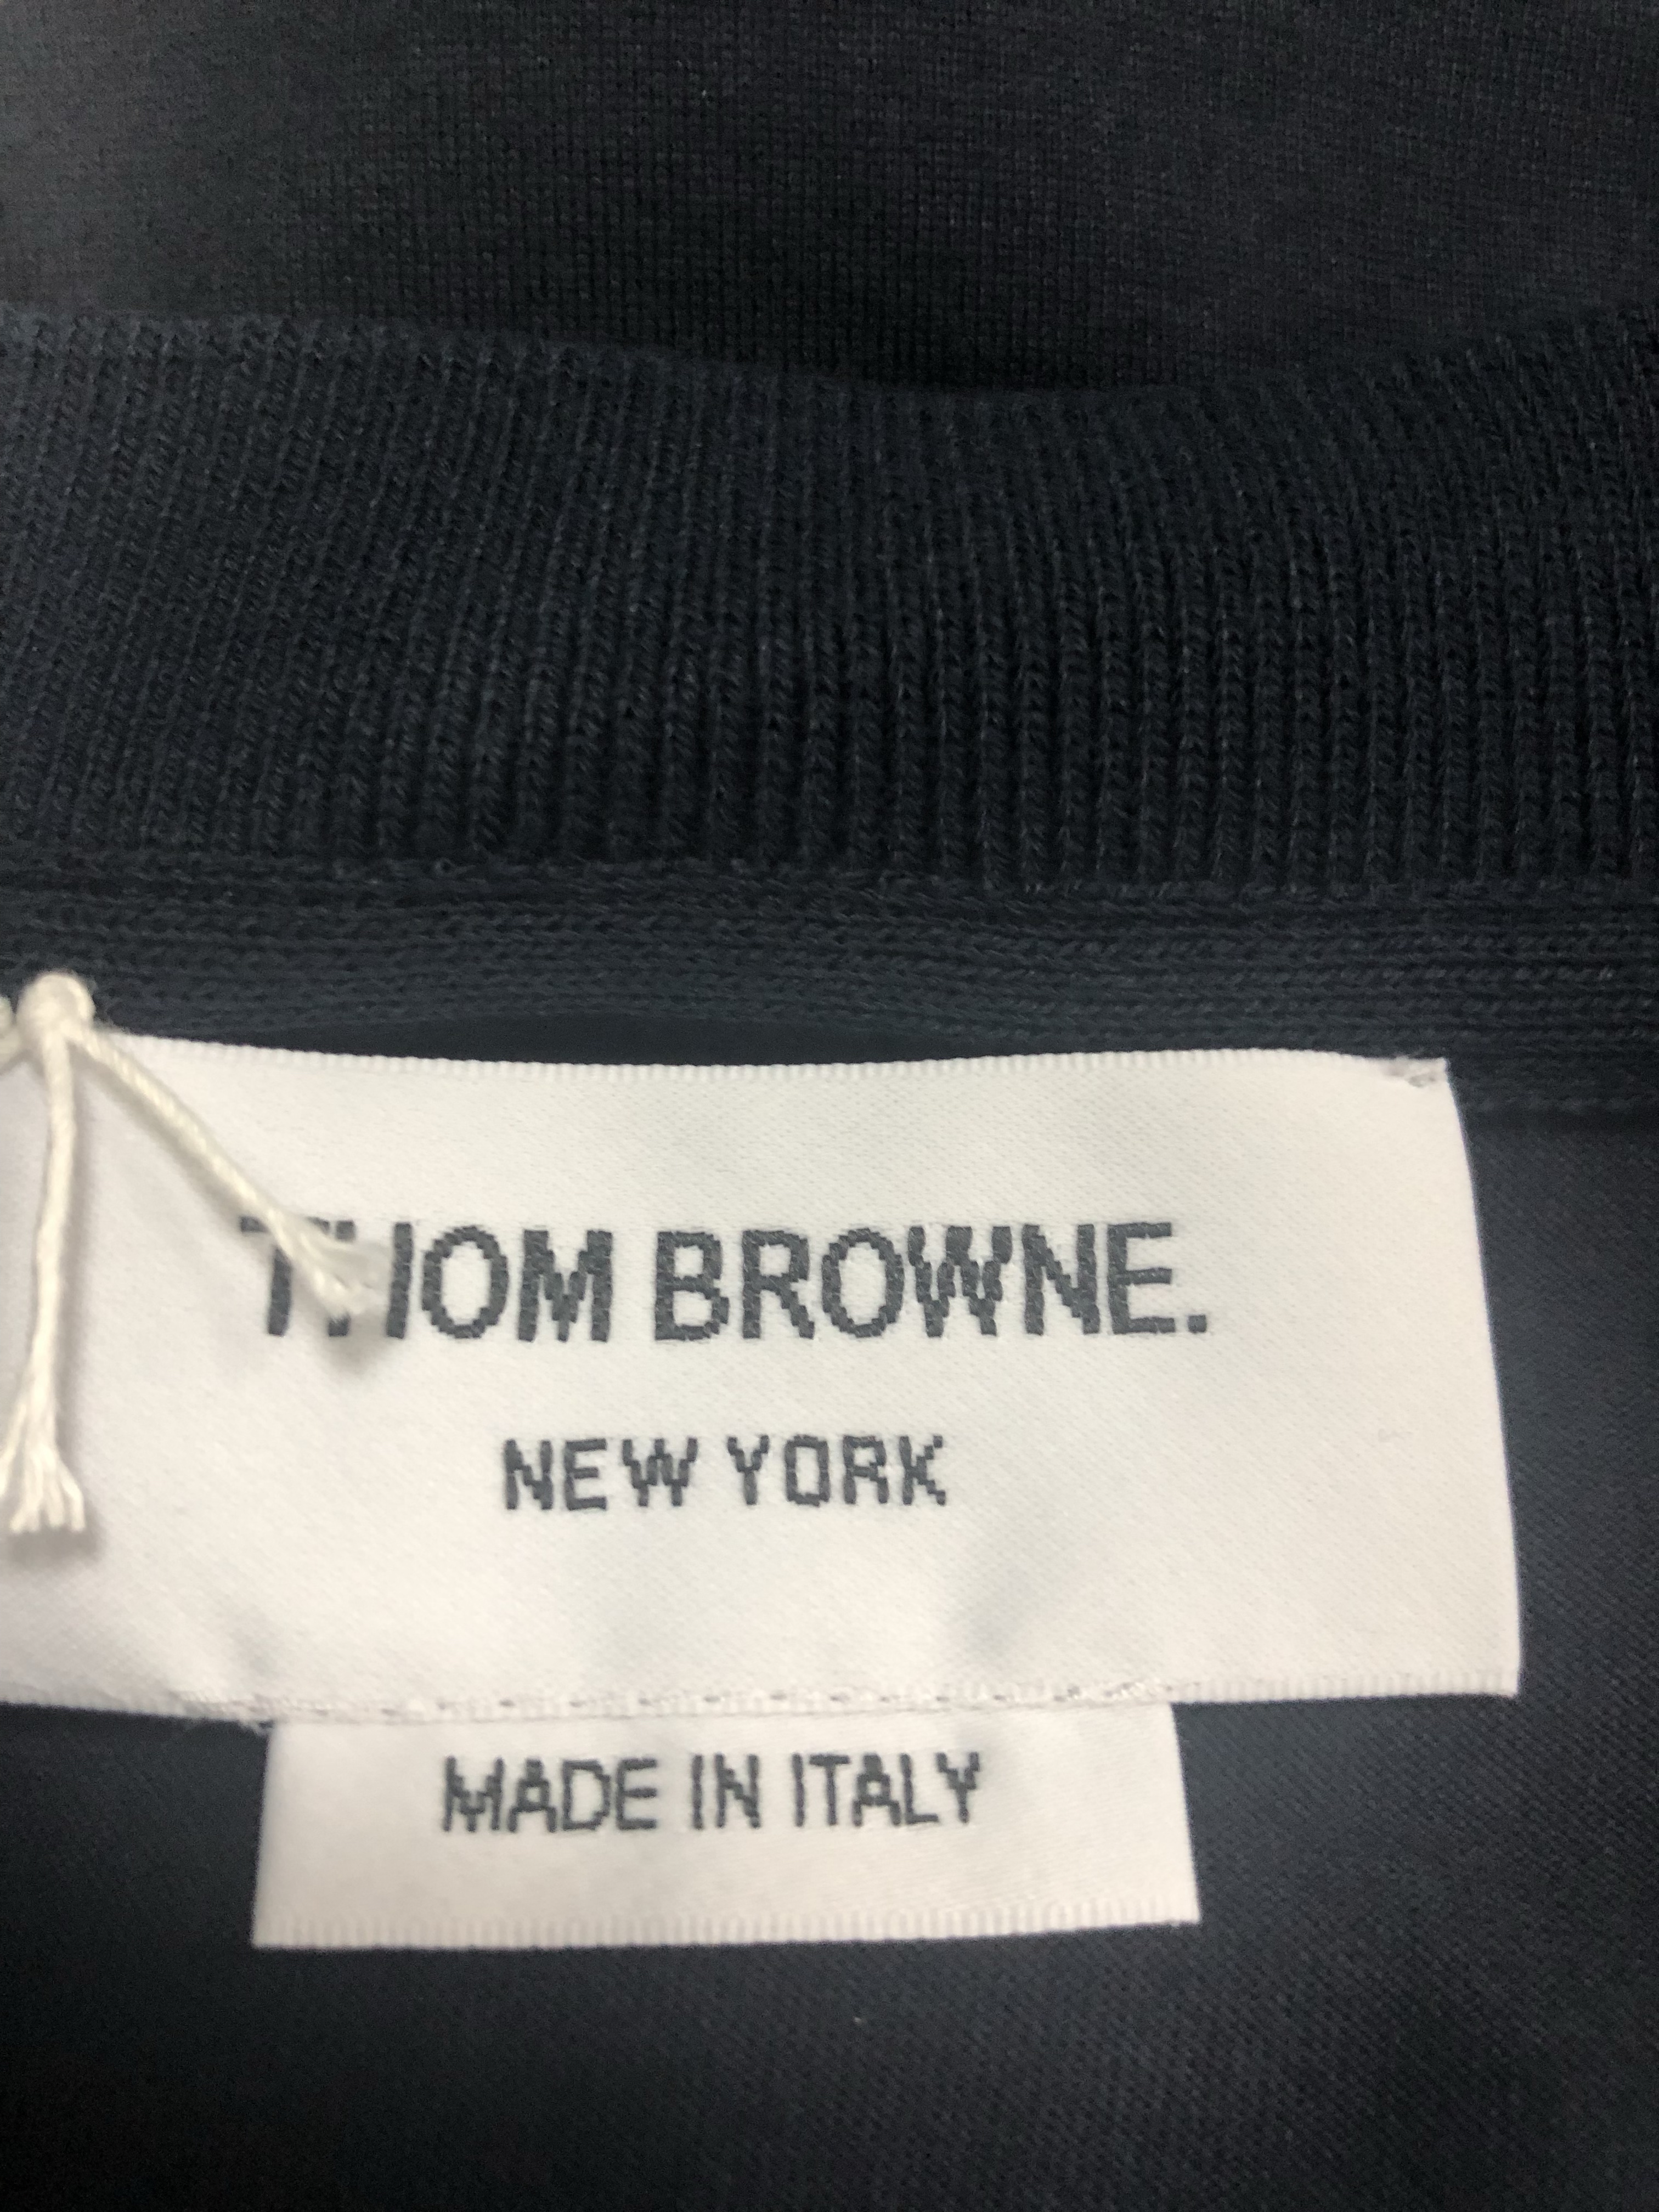 THOM BROWNE.
NEW YORK
MADE IN ITALY